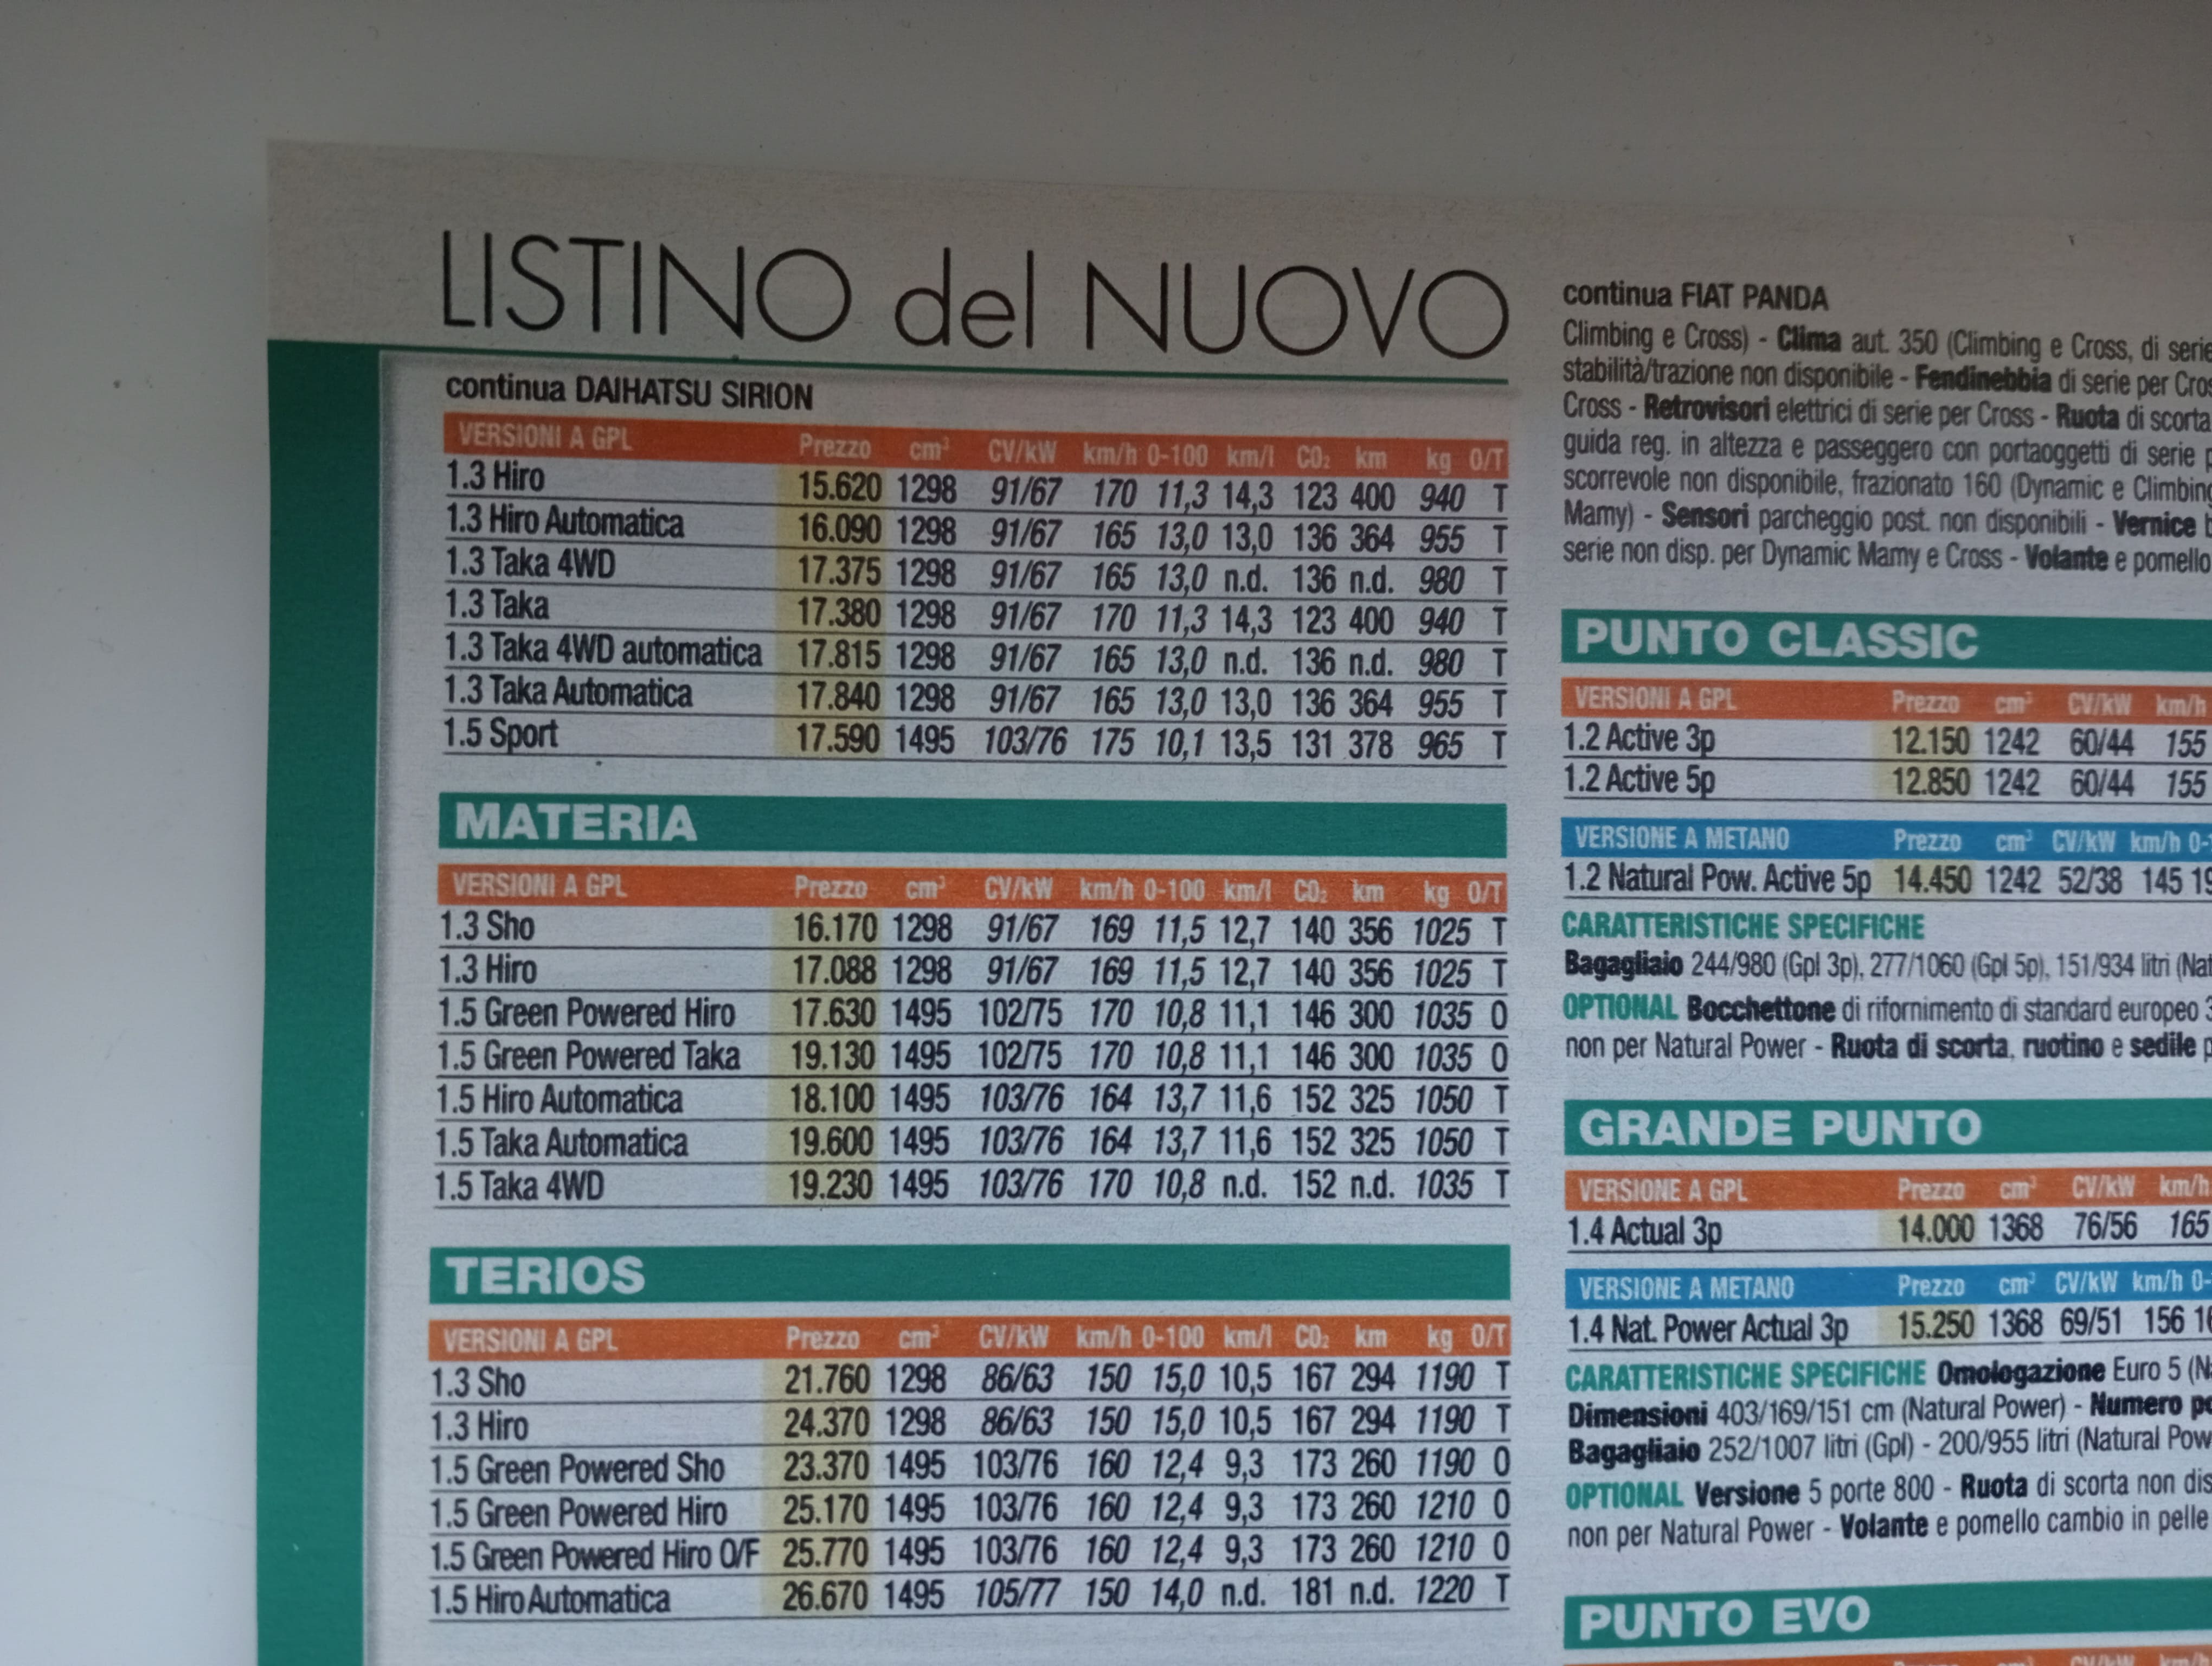 LISTINO del NUOVO
continua DAIHATSU SIRION
VERSIONI A GPL Prezzo cm³ CV/kW km/h 0-100 km/l CO₂ km kg O/T
1.3 Hiro 15.620 1298 91/67 170 11,3 14,3 123 400 940 T
1.3 Hiro Automatica 16.090 1298 91/67 165 13,0 13,0 136 364 955 T
1.3 Taka 4WD 17.375 1298 91/67 165 13,0 n.d. 136 n.d. 980 T
1.3 Taka 17.380 1298 91/67 170 11,3 14,3 123 400 940 T
1.3 Taka 4WD automatica 17.815 1298 91/67 165 13,0 n.d. 136 n.d. 980 T
1.3 Taka Automatica 17.840 1298 91/67 165 13,0 13,0 136 364 955 T
1.5 Sport 17.590 1495 103/76 175 10,1 13,5 131 378 965 T
MATERIA
VERSIONI A GPL Prezzo cm³ CV/kW km/h 0-100 km/l CO₂ km kg O/T
1.3 Sho 16.170 1298 91/67 169 11,5 12,7 140 356 1025 T
1.3 Hiro 17.088 1298 91/67 169 11,5 12,7 140 356 1025 T
1.5 Green Powered Hiro 17.630 1495 102/75 170 10,8 11,1 146 300 1035 O
1.5 Green Powered Taka 19.130 1495 102/75 170 10,8 11,1 146 300 1035 O
1.5 Hiro Automatica 18.100 1495 103/76 164 13,7 11,6 152 325 1050 T
1.5 Taka Automatica 19.600 1495 103/76 164 13,7 11,6 152 325 1050 T
1.5 Taka 4WD 19.230 1495 103/76 170 10,8 n.d. 152 n.d. 1035 T
TERIOS
VERSIONI A GPL Prezzo cm³ CV/kW km/h 0-100 km/l CO₂ km kg O/T
1.3 Sho 21.760 1298 86/63 150 15,0 10,5 167 294 1190 T
1.3 Hiro 24.370 1298 86/63 150 15,0 10,5 167 294 1190 T
1.5 Green Powered Sho 23.370 1495 103/76 160 12,4 9,3 173 260 1190 O
1.5 Green Powered Hiro 25.170 1495 103/76 160 12,4 9,3 173 260 1210 O
1.5 Green Powered Hiro O/F 25.770 1495 103/76 160 12,4 9,3 173 260 1210 O
1.5 Hiro Automatica 26.670 1495 105/77 150 14,0 n.d. 181 n.d. 1220 T
continua FIAT PANDA
Climbing e Cross) - Clima aut. 350 (Climbing e Cross, di serie
stabilità/trazione non disponibile - Fendinebbia di serie per
Cross - Retrovisori elettrici di serie per Cross - Ruota di scorta
guida reg. in altezza e passeggero con portaoggetti di serie
scorrevole non disponibile, frazionato 160 (Dynamic e
Mamy) - Sensori parcheggio post. non disponibili - Vernice
serie non disp. per Dynamic Mamy e Cross - Volante e pomello
PUNTO CLASSIC
VERSIONI A GPL Prezzo cm³ CV/kW km/h
1.2 Active 3p 12.150 1242 60/44 155
1.2 Active 5p 12.850 1242 60/44 155
VERSIONE A METANO Prezzo cm³ CV/kW km/h
1.2 Natural Pow. Active 5p 14.450 1242 52/38 145
CARATTERISTICHE SPECIFICHE
Bagagliaio 244/980 (Gpl 3p), 277/1060 (Gpl 5p), 151/934 litri
OPTIONAL Bocchettone di rifornimento di standard europeo
non per Natural Power - Ruota di scorta, ruotino e sedile
GRANDE PUNTO
VERSIONE A GPL Prezzo cm³ CV/kW km/h
1.4 Actual 3p 14.000 1368 76/56 165
VERSIONE A METANO Prezzo cm³ CV/kW km/h
1.4 Nat. Power Actual 3p 15.250 1368 69/51 156
CARATTERISTICHE SPECIFICHE Omologazione Euro 5
Dimensioni 403/169/151 cm (Natural Power) - Numero
Bagagliaio 252/1007 litri (Gpl) - 200/955 litri (Natural
OPTIONAL Versione 5 porte 800 - Ruota di scorta non
non per Natural Power - Volante e pomello cambio in pelle
PUNTO EVO